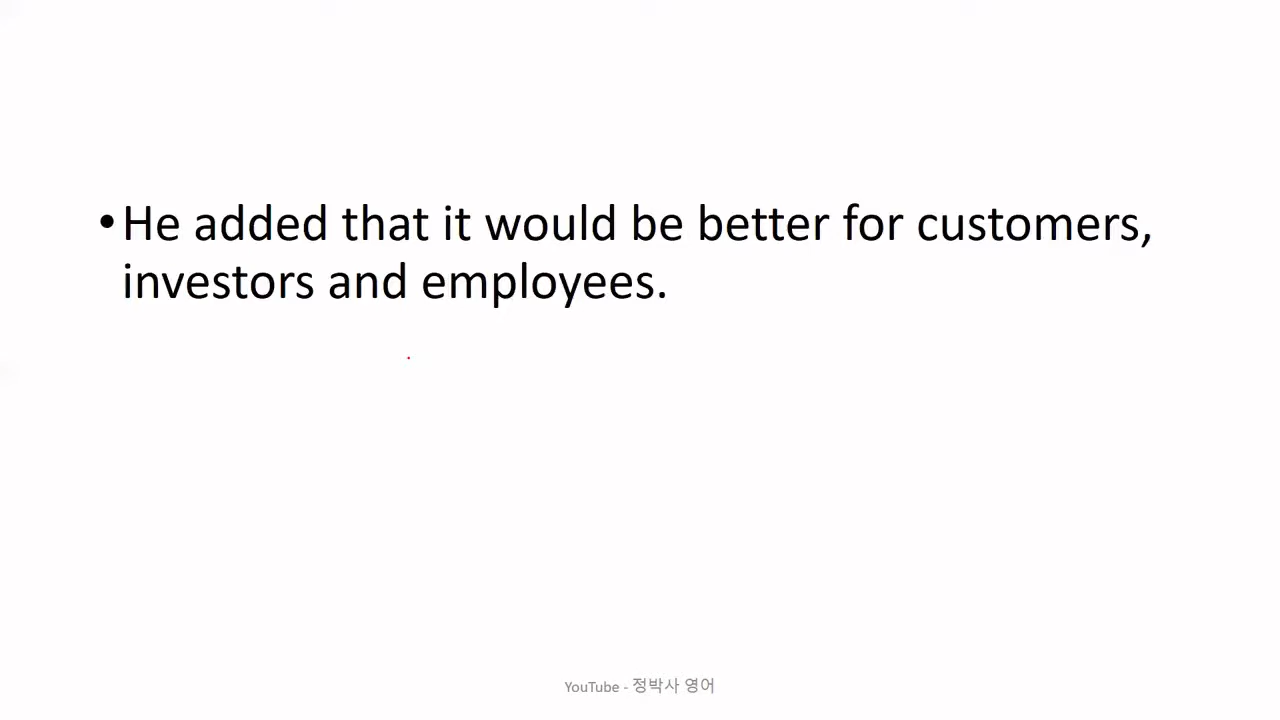 •He added that it would be better for customers,
investors and employees.
YouTube - 정박사 영어